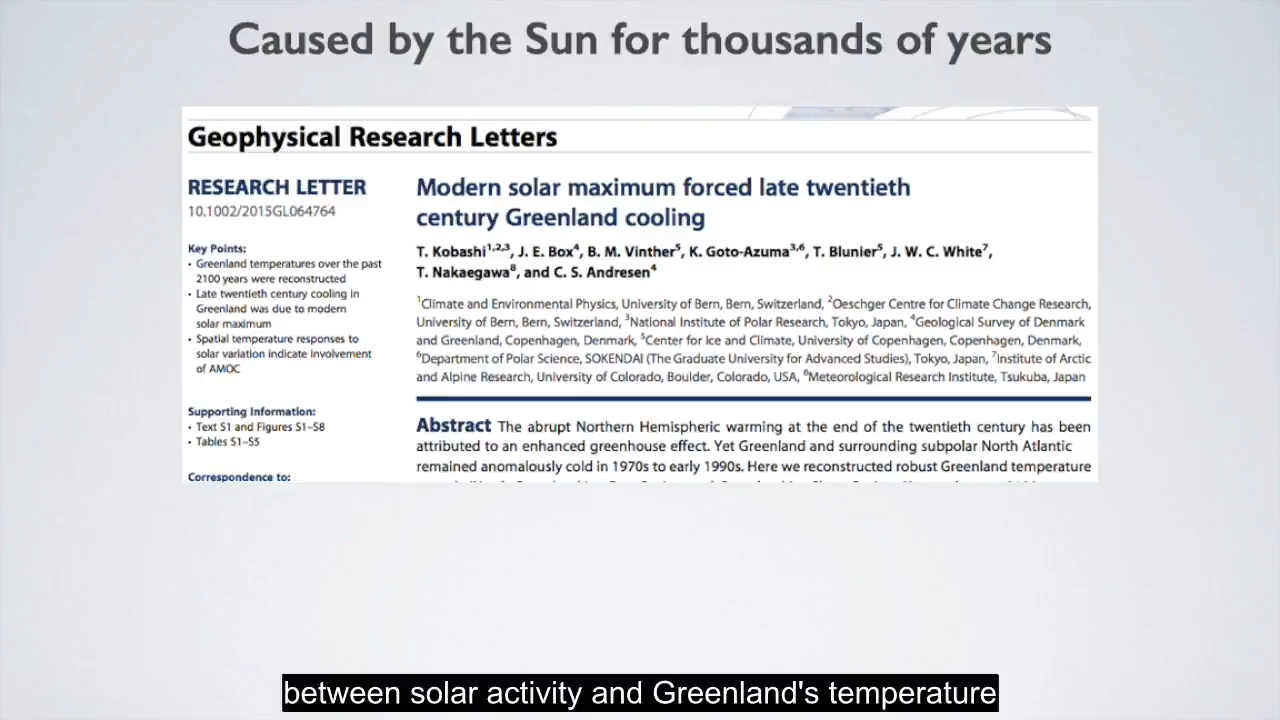 Caused by the Sun for thousands of years
Geophysical Research Letters
RESEARCH LETTER
10.1002/2015GL064764
Key Points:
• Greenland temperatures over the past
2100 years were reconstructed
• Late twentieth century cooling in
Greenland was due to modern
solar maximum
• Spatial temperature responses to
solar variation indicate involvement
of AMOC
Supporting Information:
• Text S1 and Figures S1–S8
• Tables S1–S5
Correspondence to:
Modern solar maximum forced late twentieth
century Greenland cooling
T. Kobashi1,2,3, J. E. Box4, B. M. Vinther5, K. Goto-Azuma3,6, T. Blunier5, J. W. C. White7,
T. Nakaegawa8, and C. S. Andresen4
1Climate and Environmental Physics, University of Bern, Bern, Switzerland, 2Oeschger Centre for Climate Change Research,
University of Bern, Bern, Switzerland, 3National Institute of Polar Research, Tokyo, Japan, 4Geological Survey of Denmark
and Greenland, Copenhagen, Denmark, 5Center for Ice and Climate, University of Copenhagen, Copenhagen, Denmark,
6Department of Polar Science, SOKENDAI (The Graduate University for Advanced Studies), Tokyo, Japan, 7Institute of Arctic
and Alpine Research, University of Colorado, Boulder, Colorado, USA, 8Meteorological Research Institute, Tsukuba, Japan
Abstract The abrupt Northern Hemispheric warming at the end of the twentieth century has been
attributed to an enhanced greenhouse effect. Yet Greenland and surrounding subpolar North Atlantic
remained anomalously cold in 1970s to early 1990s. Here we reconstructed robust Greenland temperature
between solar activity and Greenland's temperature